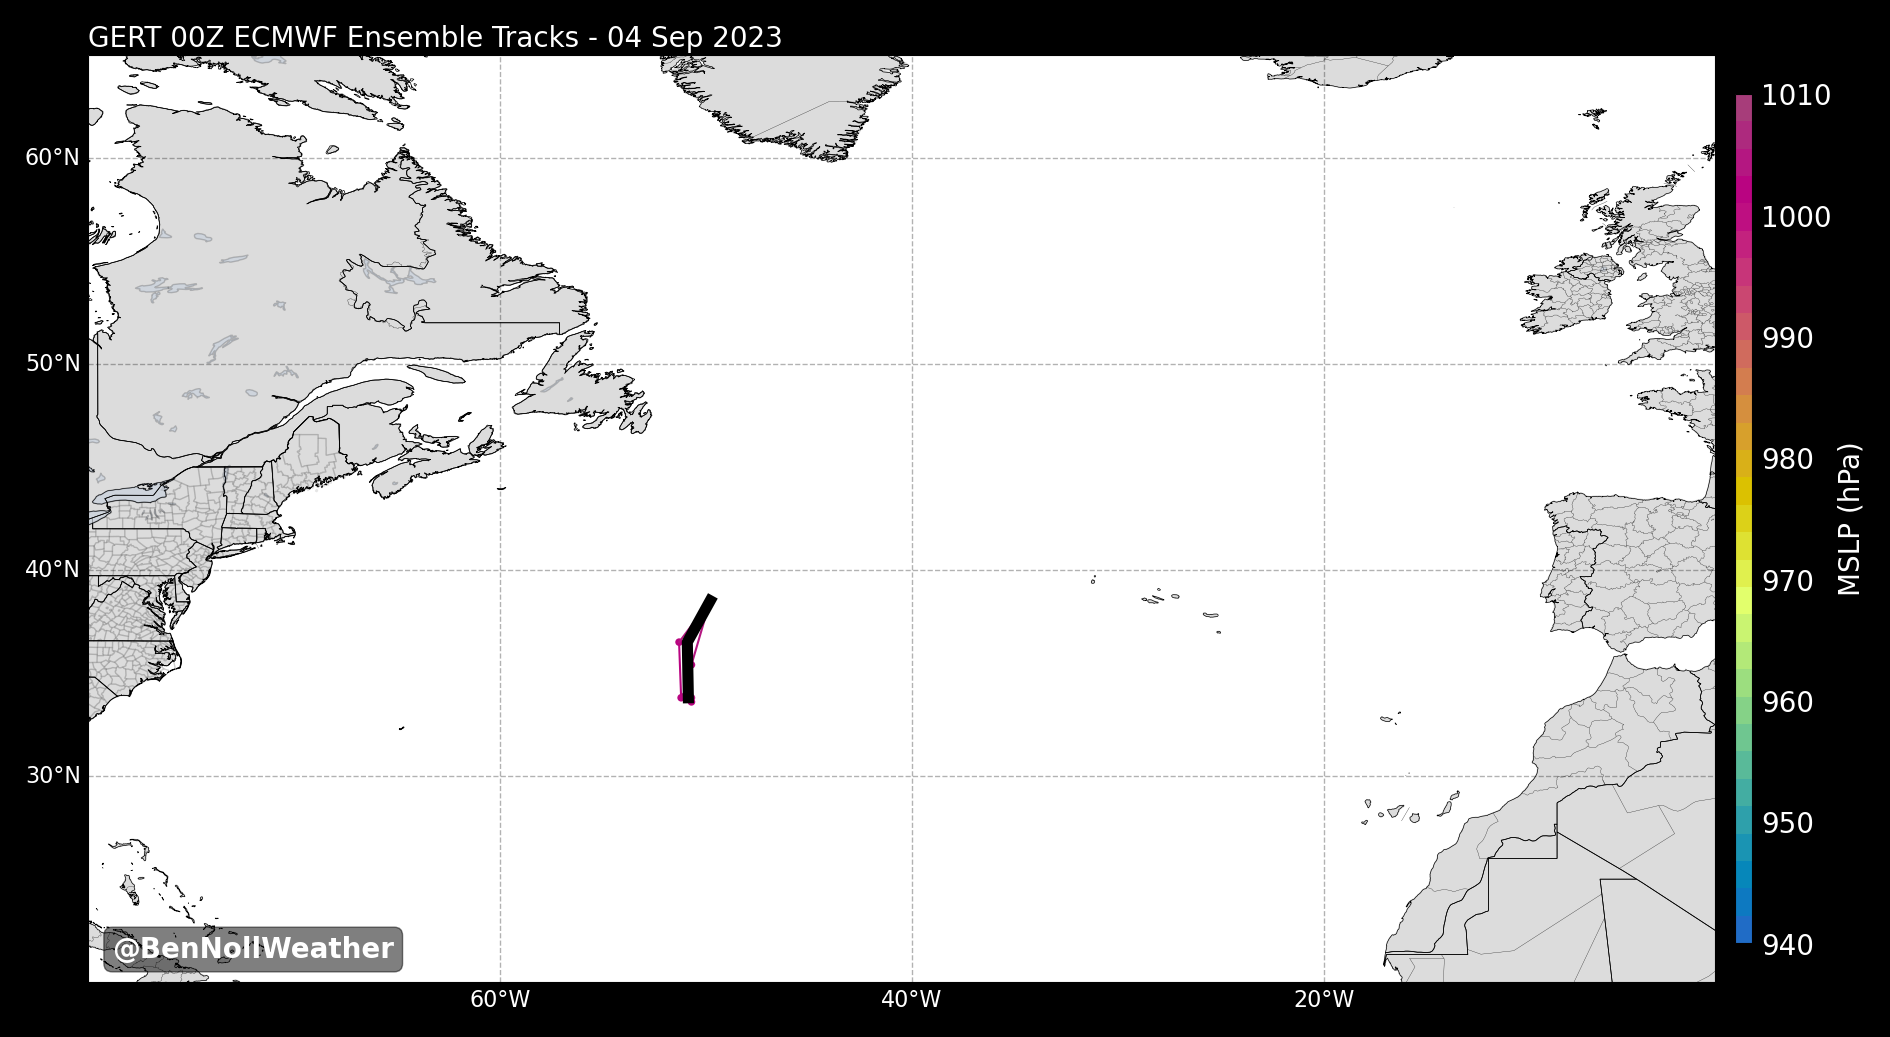 GERT 00Z ECMWF Ensemble Tracks - 04 Sep 2023
1010
60°N
1000
990
50°N
980
MSLP (hPa)
40°N
970
960
30°N
950
@BenNollWeather
940
60°W
40°W
20°W